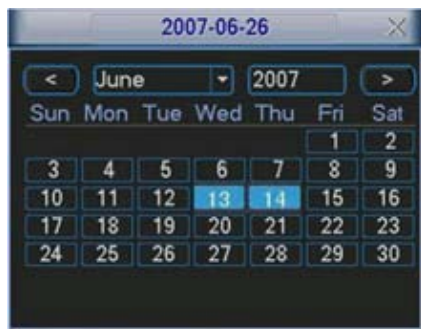 2007-06-26
< June 2007 >
Sun Mon Tue Wed Thu Fri Sat
1 2
3 4 5 6 7 8 9
10 11 12 13 14 15 16
17 18 19 20 21 22 23
24 25 26 27 28 29 30